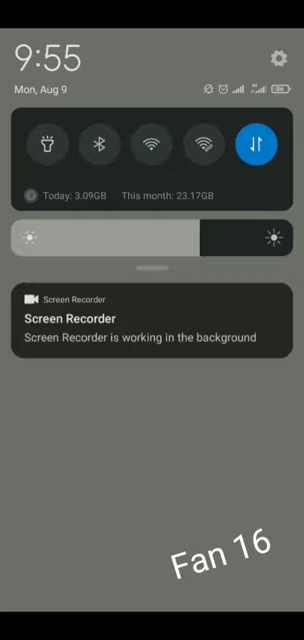 9:55
Mon, Aug 9
Today: 3.09GB This month: 23.17GB
Screen Recorder
Screen Recorder
Screen Recorder is working in the background
Fan 16